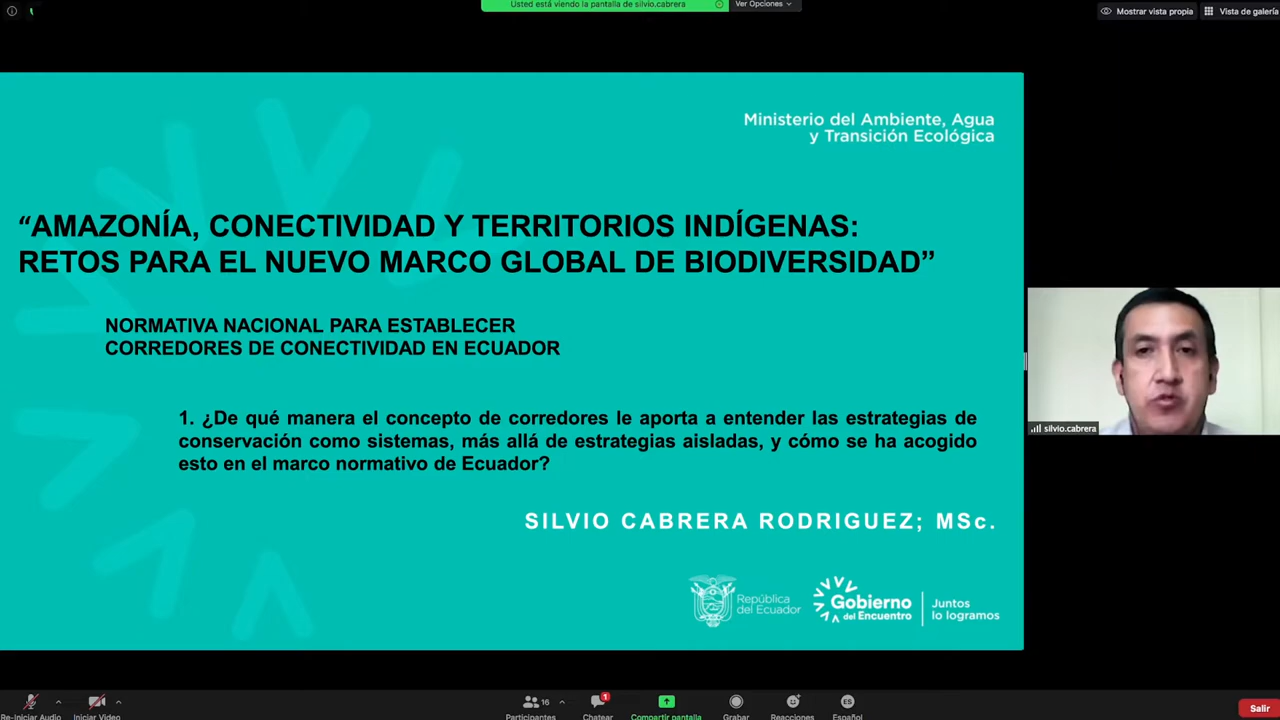 Usted está viendo la pantalla de silvio.cabrera
Ver Opciones
Mostrar vista propia
Vista de galería
Ministerio del Ambiente, Agua
y Transición Ecológica
“AMAZONÍA, CONECTIVIDAD Y TERRITORIOS INDÍGENAS:
RETOS PARA EL NUEVO MARCO GLOBAL DE BIODIVERSIDAD”
NORMATIVA NACIONAL PARA ESTABLECER
CORREDORES DE CONECTIVIDAD EN ECUADOR
1. ¿De qué manera el concepto de corredores le aporta a entender las estrategias de
conservación como sistemas, más allá de estrategias aisladas, y cómo se ha acogido
esto en el marco normativo de Ecuador?
silvio.cabrera
SILVIO CABRERA RODRIGUEZ; MSc.
República
del Ecuador
Gobierno
del Encuentro
Juntos
lo logramos
Re-Iniciar Audio
Iniciar Video
16
Participantes
1
Chatear
Compartir pantalla
Grabar
Reacciones
ES
Español
Salir